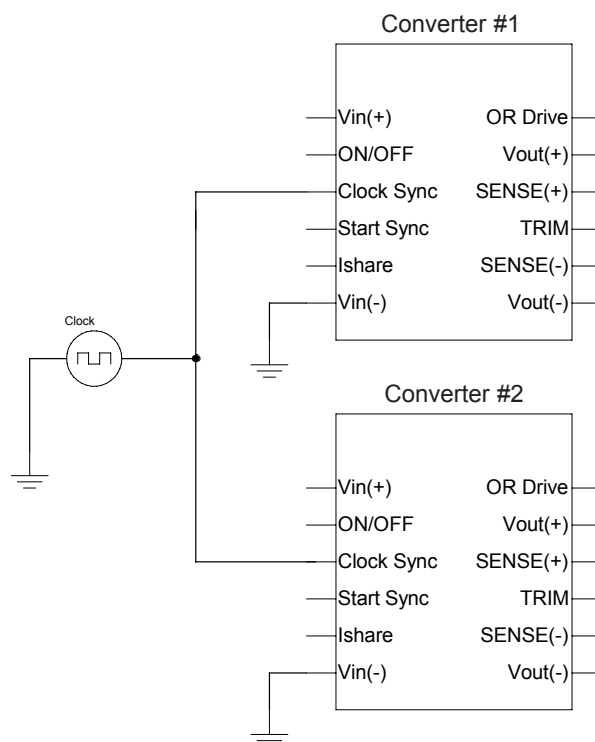 Converter #1
Vin(+) OR Drive
ON/OFF Vout(+)
Clock Sync SENSE(+)
Start Sync TRIM
Ishare SENSE(-)
Vin(-) Vout(-)
Clock
Converter #2
Vin(+) OR Drive
ON/OFF Vout(+)
Clock Sync SENSE(+)
Start Sync TRIM
Ishare SENSE(-)
Vin(-) Vout(-)